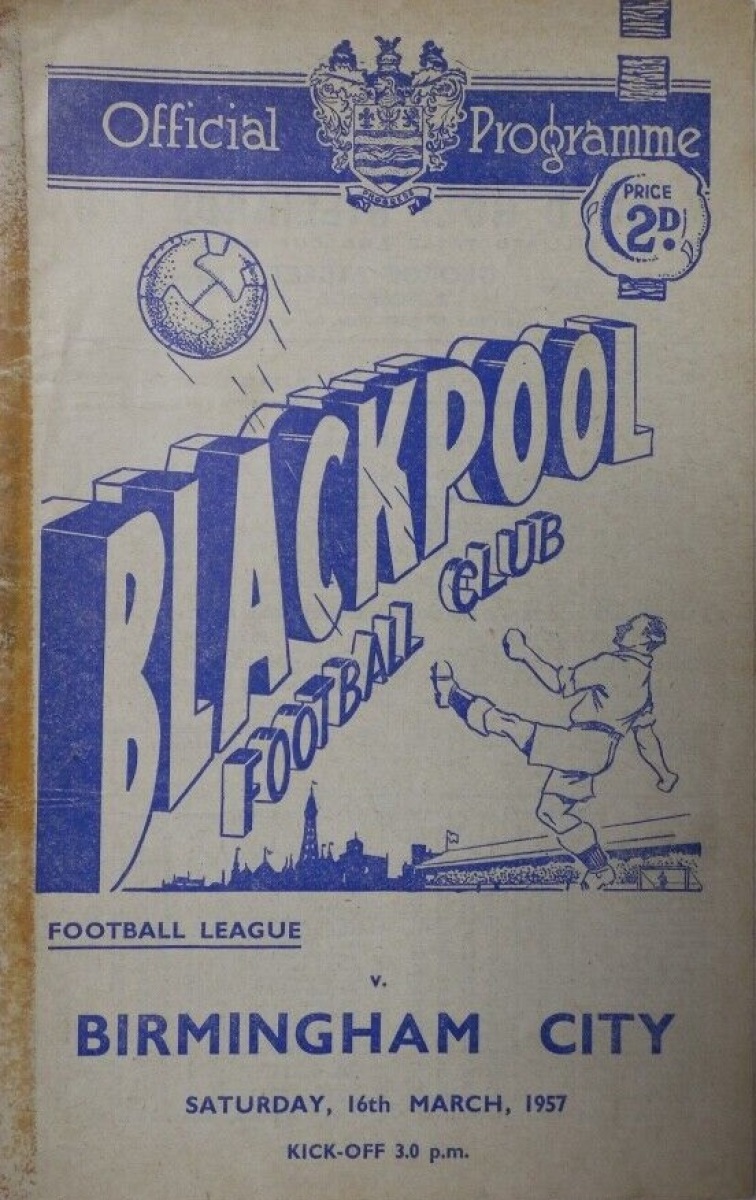 Official Programme
PROGRESS
PRICE
2D.
BLACKPOOL
FOOTBALL CLUB
FOOTBALL LEAGUE
v.
BIRMINGHAM CITY
SATURDAY, 16th MARCH, 1957
KICK-OFF 3.0 p.m.